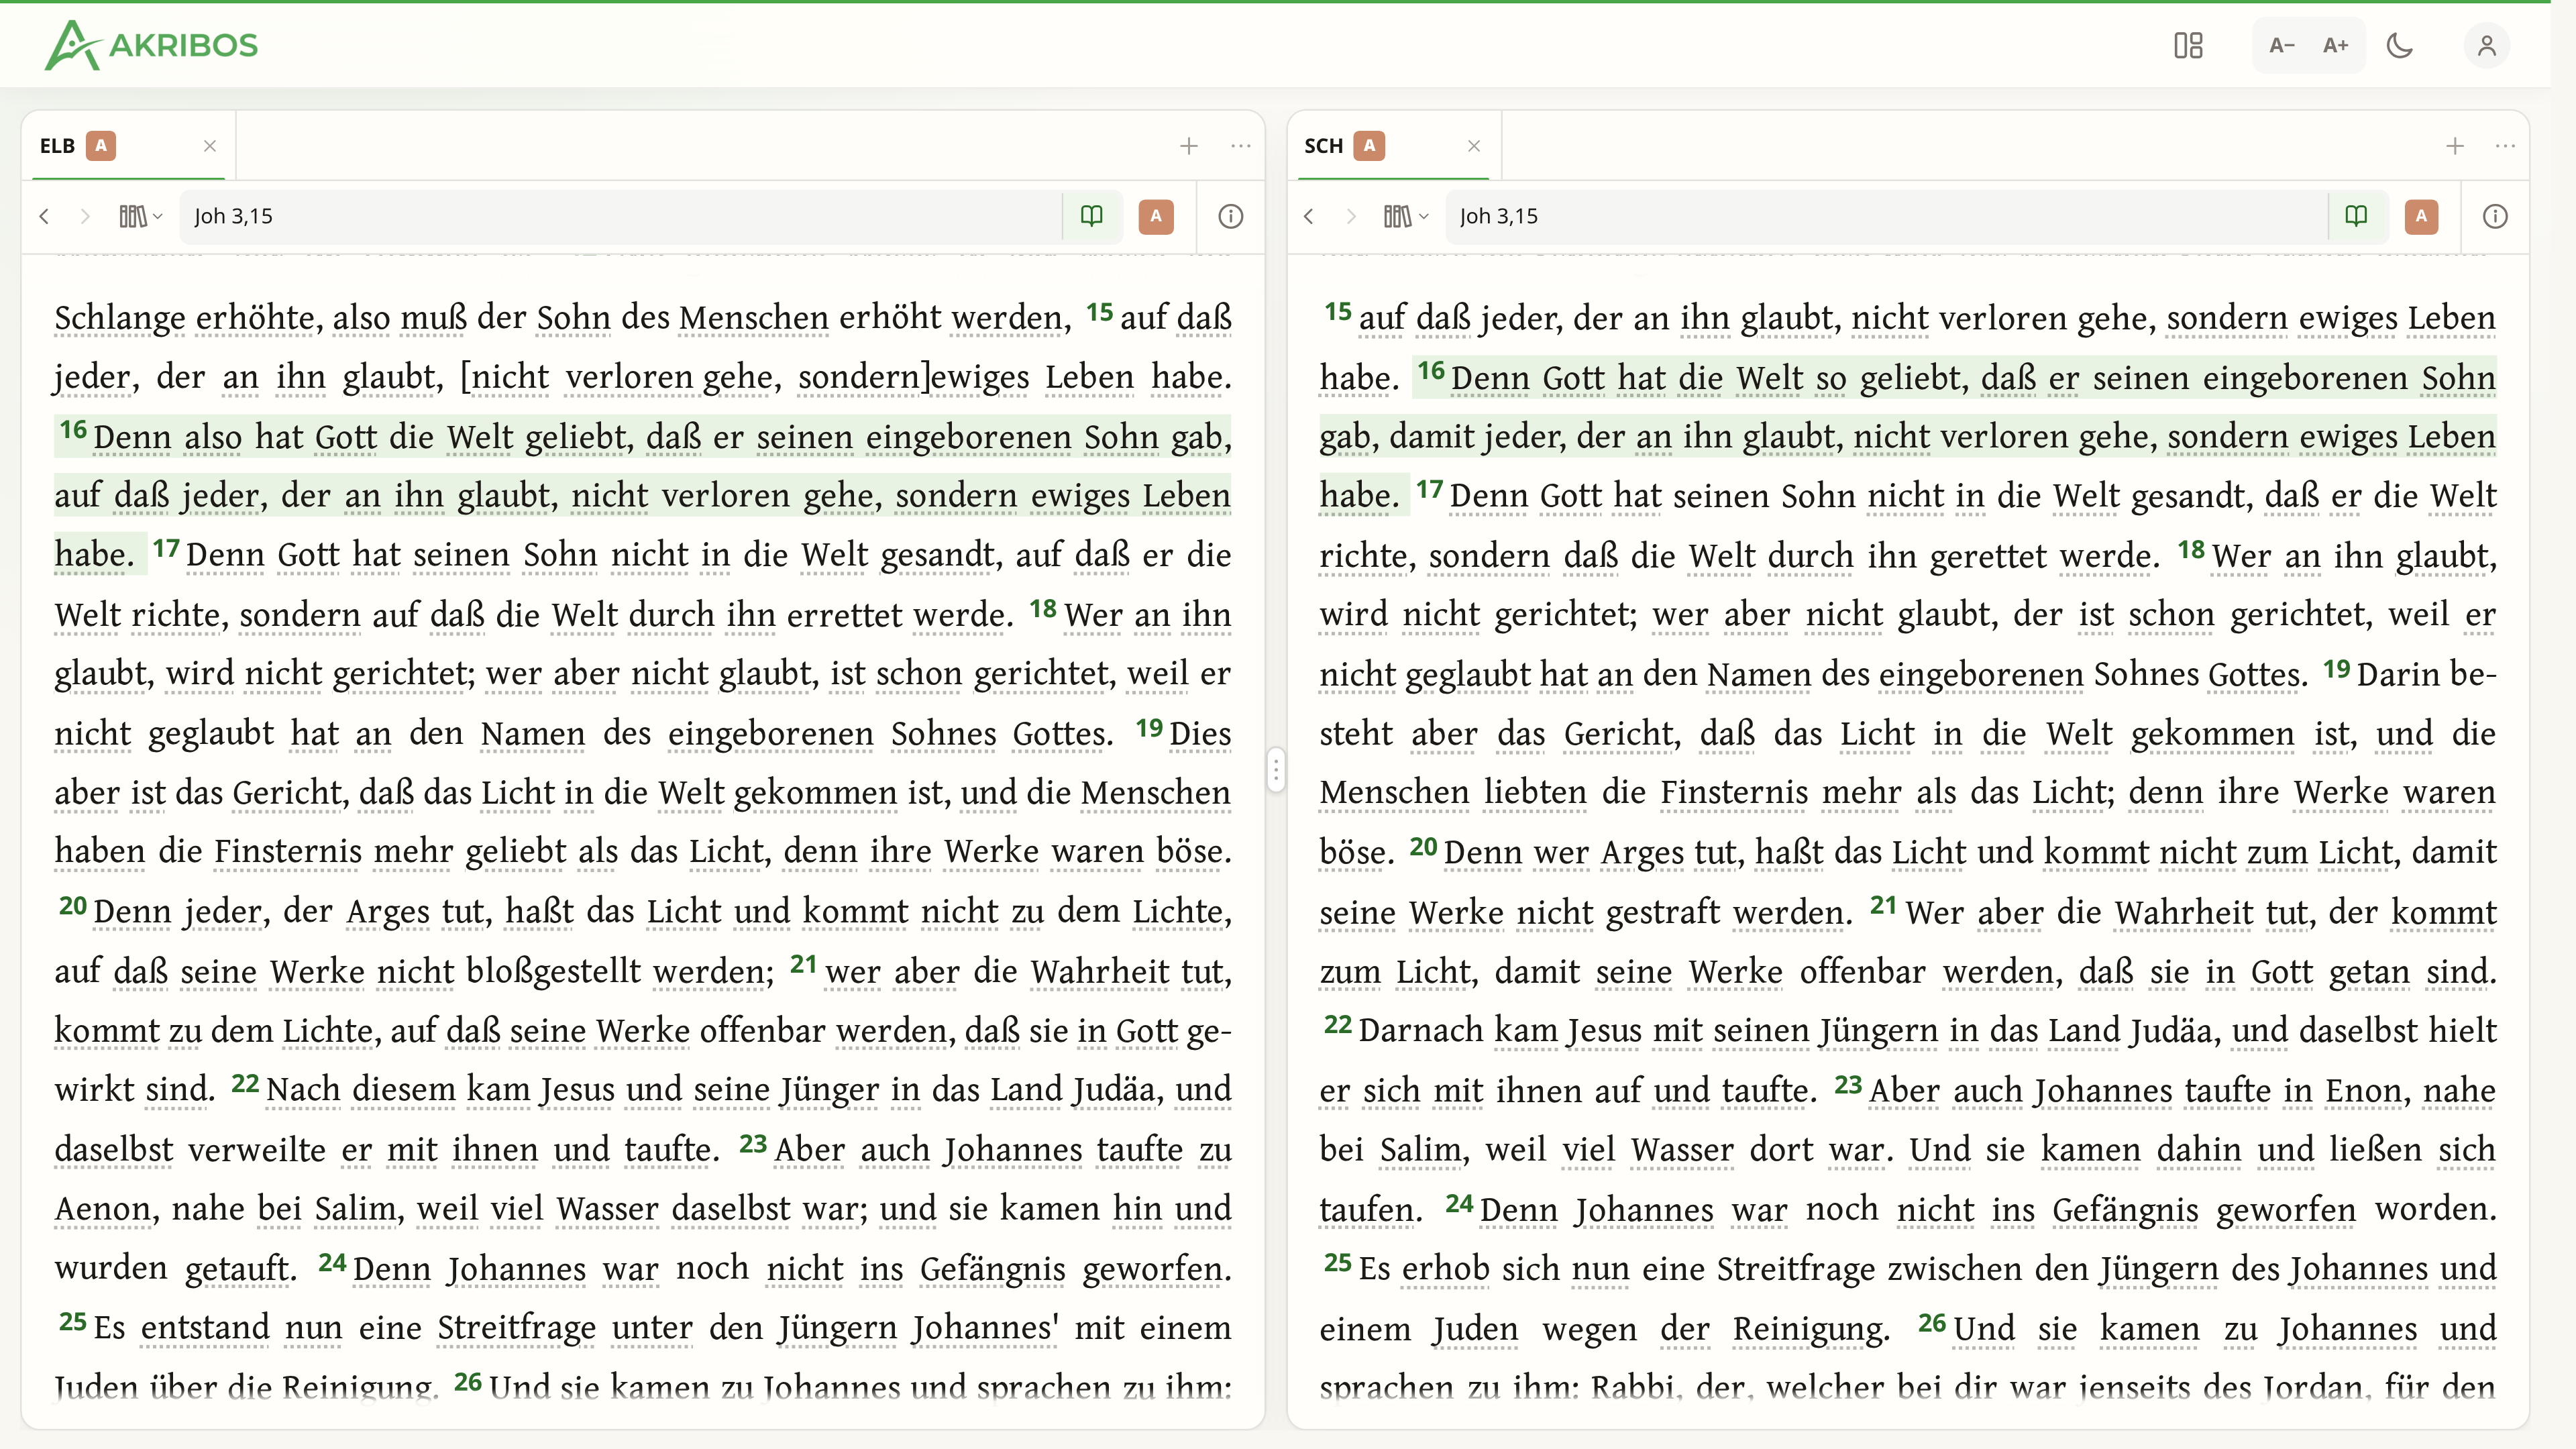 AKRIBOS
A− A+
ELB A
Joh 3,15 A
Schlange erhöhte, also muß der Sohn des Menschen erhöht werden, 15 auf daß
jeder, der an ihn glaubt, [nicht verloren gehe, sondern]ewiges Leben habe.
16 Denn also hat Gott die Welt geliebt, daß er seinen eingeborenen Sohn gab,
auf daß jeder, der an ihn glaubt, nicht verloren gehe, sondern ewiges Leben
habe. 17 Denn Gott hat seinen Sohn nicht in die Welt gesandt, auf daß er die
Welt richte, sondern auf daß die Welt durch ihn errettet werde. 18 Wer an ihn
glaubt, wird nicht gerichtet; wer aber nicht glaubt, ist schon gerichtet, weil er
nicht geglaubt hat an den Namen des eingeborenen Sohnes Gottes. 19 Dies
aber ist das Gericht, daß das Licht in die Welt gekommen ist, und die Menschen
haben die Finsternis mehr geliebt als das Licht, denn ihre Werke waren böse.
20 Denn jeder, der Arges tut, haßt das Licht und kommt nicht zu dem Lichte,
auf daß seine Werke nicht bloßgestellt werden; 21 wer aber die Wahrheit tut,
kommt zu dem Lichte, auf daß seine Werke offenbar werden, daß sie in Gott ge-
wirkt sind. 22 Nach diesem kam Jesus und seine Jünger in das Land Judäa, und
daselbst verweilte er mit ihnen und taufte. 23 Aber auch Johannes taufte zu
Aenon, nahe bei Salim, weil viel Wasser daselbst war; und sie kamen hin und
wurden getauft. 24 Denn Johannes war noch nicht ins Gefängnis geworfen.
25 Es entstand nun eine Streitfrage unter den Jüngern Johannes' mit einem
Juden über die Reinigung. 26 Und sie kamen zu Johannes und sprachen zu ihm:
SCH A
Joh 3,15 A
15 auf daß jeder, der an ihn glaubt, nicht verloren gehe, sondern ewiges Leben
habe. 16 Denn Gott hat die Welt so geliebt, daß er seinen eingeborenen Sohn
gab, damit jeder, der an ihn glaubt, nicht verloren gehe, sondern ewiges Leben
habe. 17 Denn Gott hat seinen Sohn nicht in die Welt gesandt, daß er die Welt
richte, sondern daß die Welt durch ihn gerettet werde. 18 Wer an ihn glaubt,
wird nicht gerichtet; wer aber nicht glaubt, der ist schon gerichtet, weil er
nicht geglaubt hat an den Namen des eingeborenen Sohnes Gottes. 19 Darin be-
steht aber das Gericht, daß das Licht in die Welt gekommen ist, und die
Menschen liebten die Finsternis mehr als das Licht; denn ihre Werke waren
böse. 20 Denn wer Arges tut, haßt das Licht und kommt nicht zum Licht, damit
seine Werke nicht gestraft werden. 21 Wer aber die Wahrheit tut, der kommt
zum Licht, damit seine Werke offenbar werden, daß sie in Gott getan sind.
22 Darnach kam Jesus mit seinen Jüngern in das Land Judäa, und daselbst hielt
er sich mit ihnen auf und taufte. 23 Aber auch Johannes taufte in Enon, nahe
bei Salim, weil viel Wasser dort war. Und sie kamen dahin und ließen sich
taufen. 24 Denn Johannes war noch nicht ins Gefängnis geworfen worden.
25 Es erhob sich nun eine Streitfrage zwischen den Jüngern des Johannes und
einem Juden wegen der Reinigung. 26 Und sie kamen zu Johannes und
sprachen zu ihm: Rabbi, der, welcher bei dir war jenseits des Jordan, für den